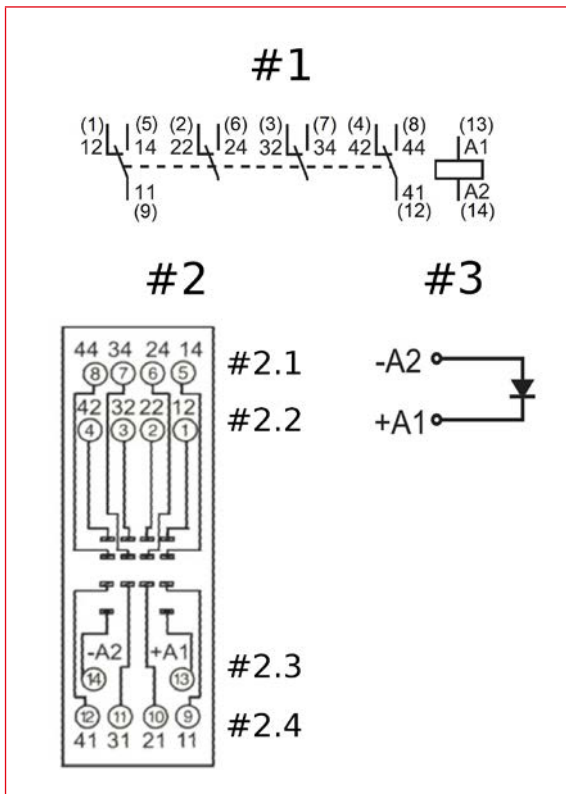 #1
(1) (5) (2) (6) (3) (7) (4) (8) (13)
12 14 22 24 32 34 42 44 A1
11 41 A2
(9) (12) (14)
#2 #3
44 34 24 14
8 7 6 5 #2.1
-A2
42 32 22 12
4 3 2 1 #2.2
+A1
-A2 +A1
14 13 #2.3
12 11 10 9 #2.4
41 31 21 11